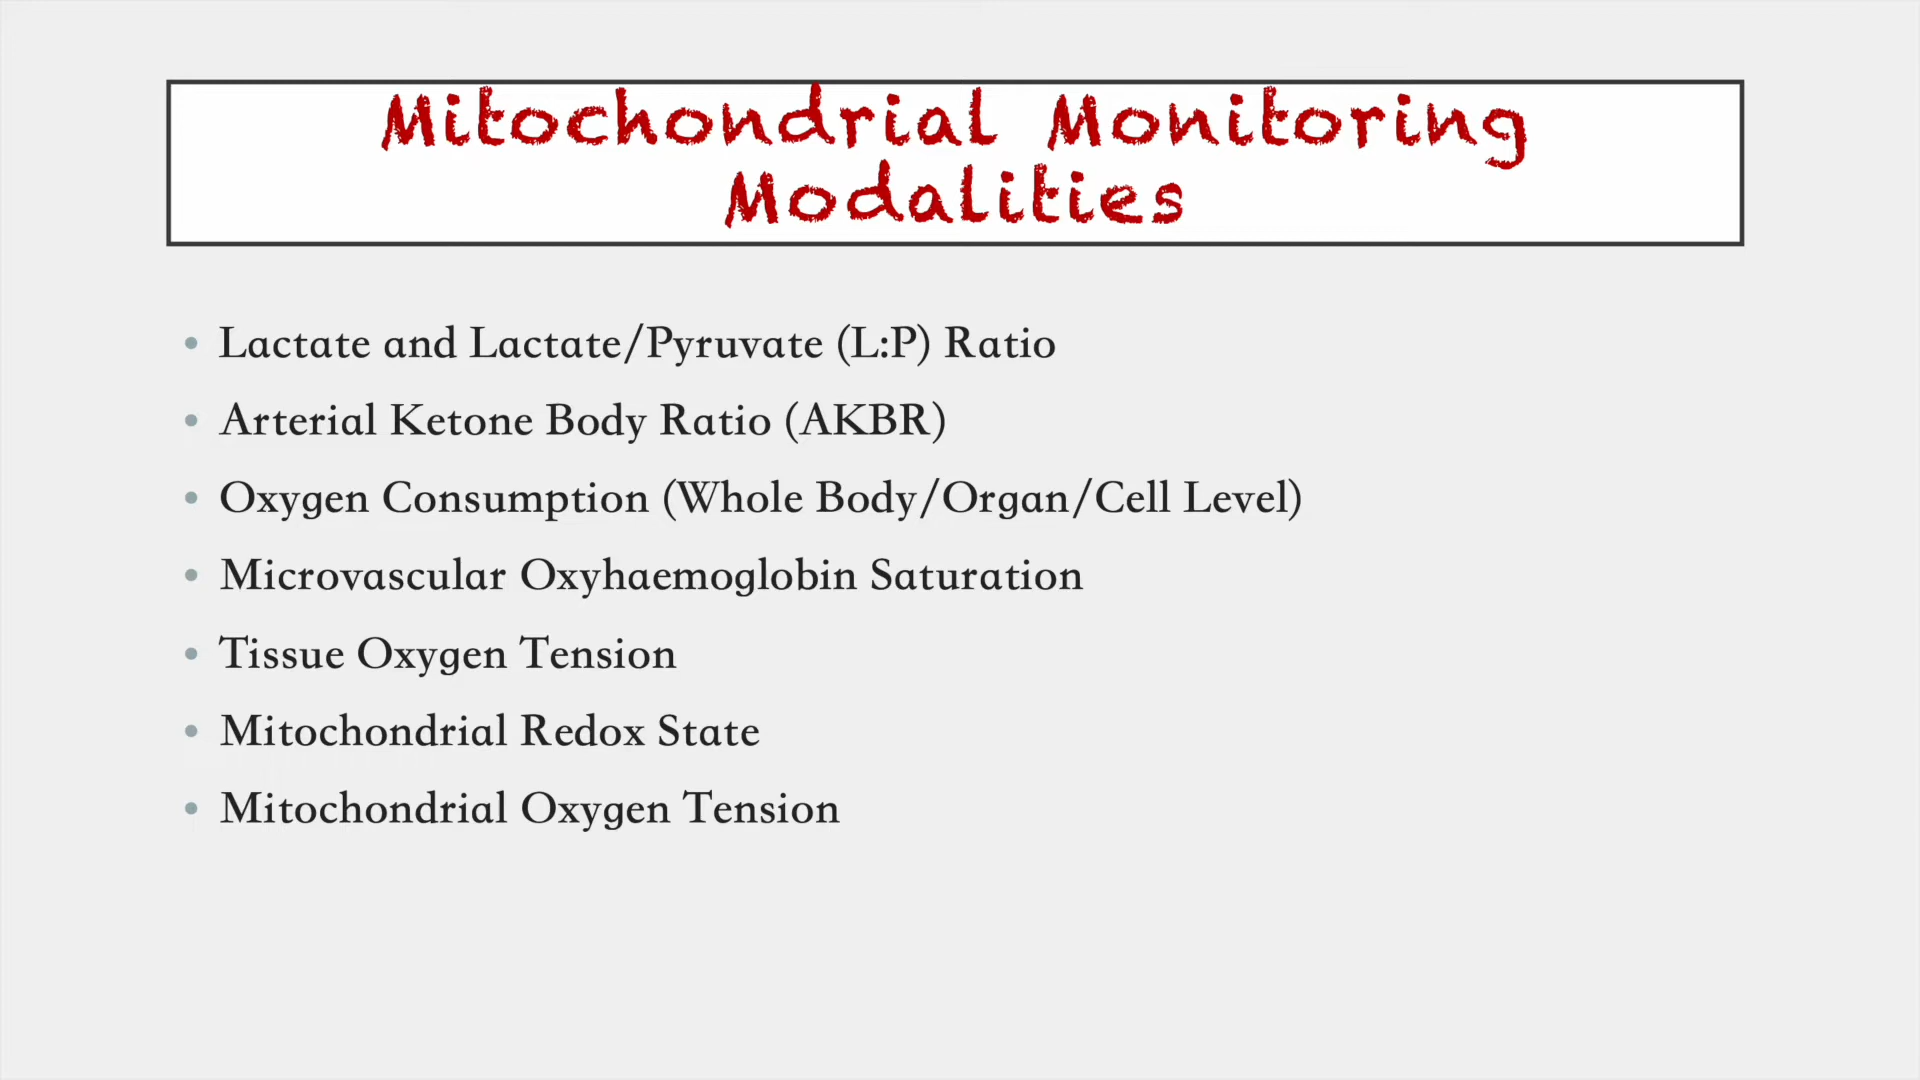 Mitochondrial Monitoring
Modalities
• Lactate and Lactate/Pyruvate (L:P) Ratio
• Arterial Ketone Body Ratio (AKBR)
• Oxygen Consumption (Whole Body/Organ/Cell Level)
• Microvascular Oxyhaemoglobin Saturation
• Tissue Oxygen Tension
• Mitochondrial Redox State
• Mitochondrial Oxygen Tension